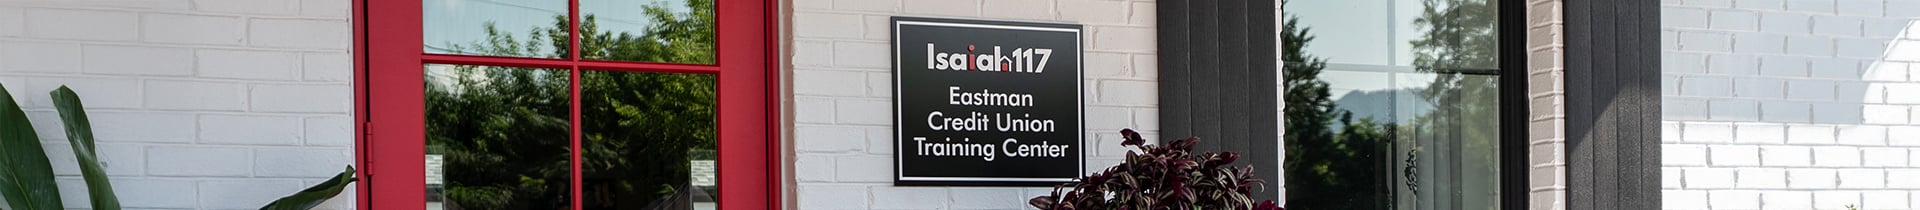 Isaiah117
Eastman
Credit Union
Training Center